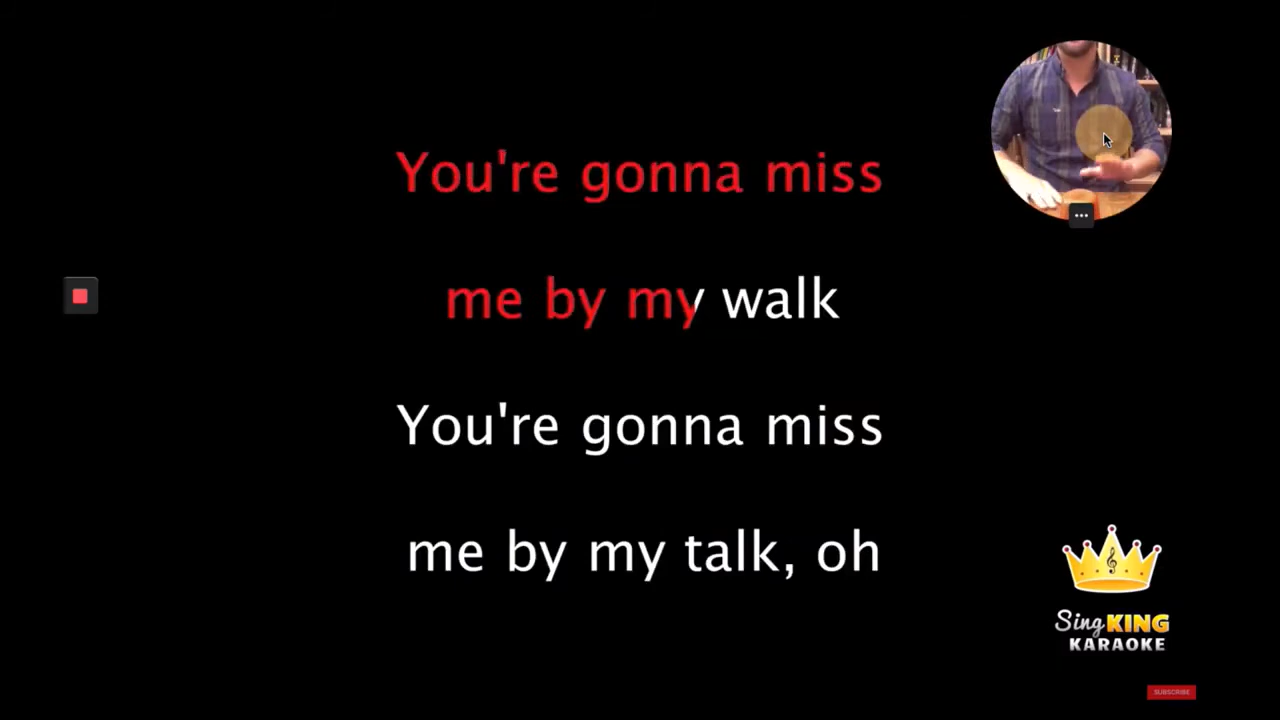 You're gonna miss
me by my walk
You're gonna miss
me by my talk, oh
Sing KING
KARAOKE
SUBSCRIBE